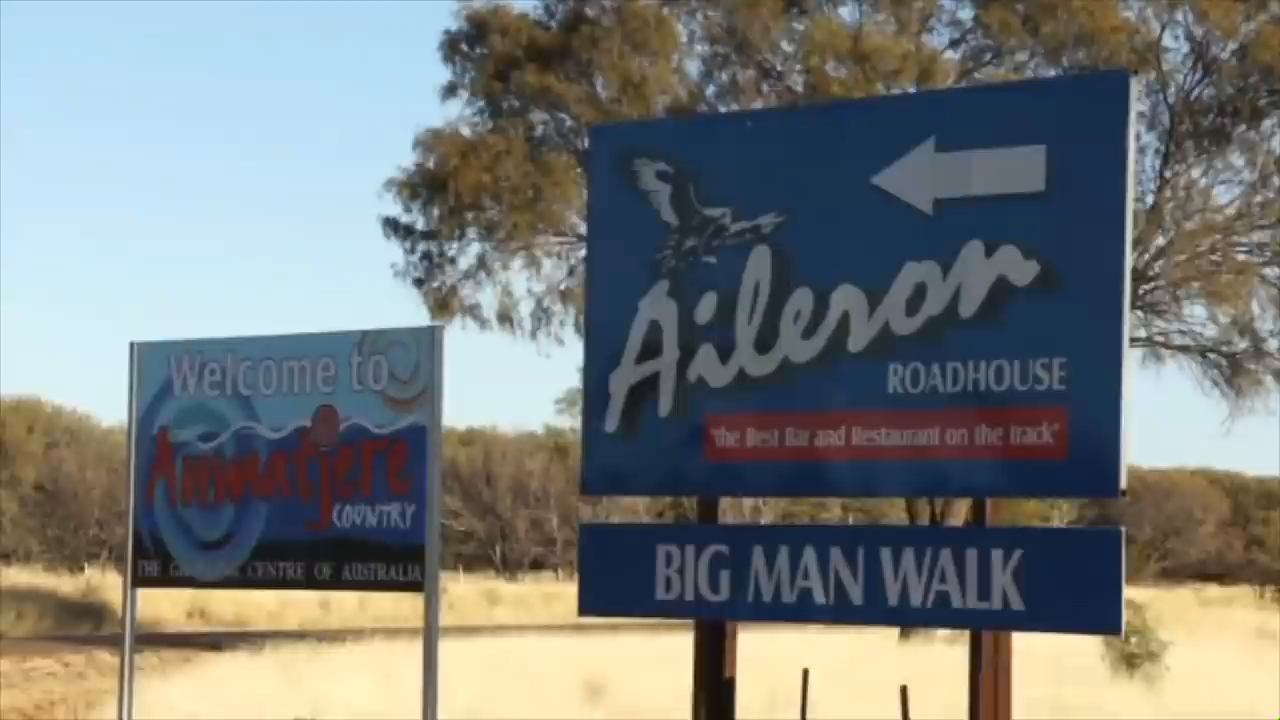 Welcome to
Anmatjere
COUNTRY
THE CENTRE OF AUSTRALIA
Aileron
ROADHOUSE
"the Best Bar and Restaurant on the track"
BIG MAN WALK